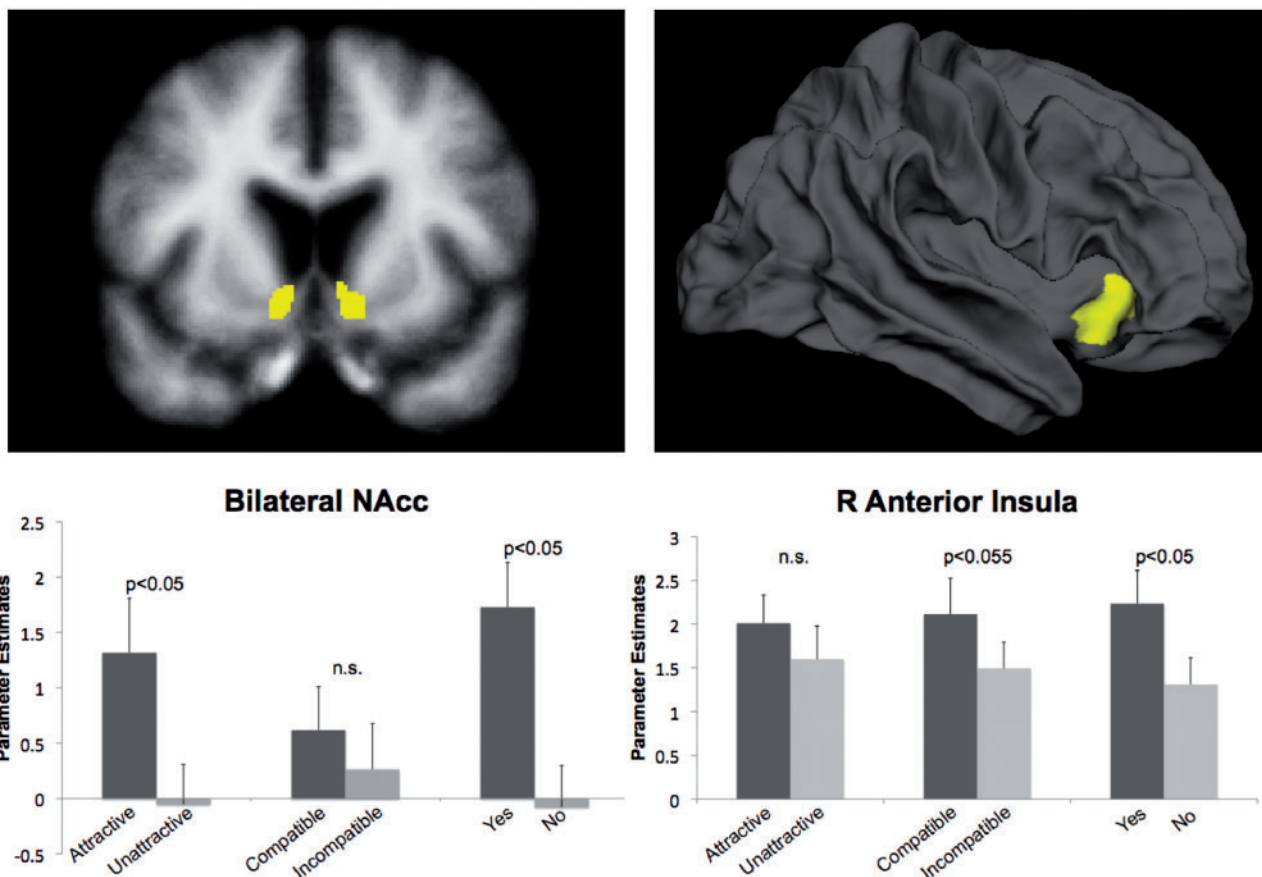 Bilateral NAcc
Parameter Estimates
2.5
2
1.5
1
0.5
0
-0.5
p<0.05
n.s.
p<0.05
Attractive
Unattractive
Compatible
Incompatible
Yes
No
R Anterior Insula
Parameter Estimates
3
2.5
2
1.5
1
0.5
0
n.s.
p<0.055
p<0.05
Attractive
Unattractive
Compatible
Incompatible
Yes
No